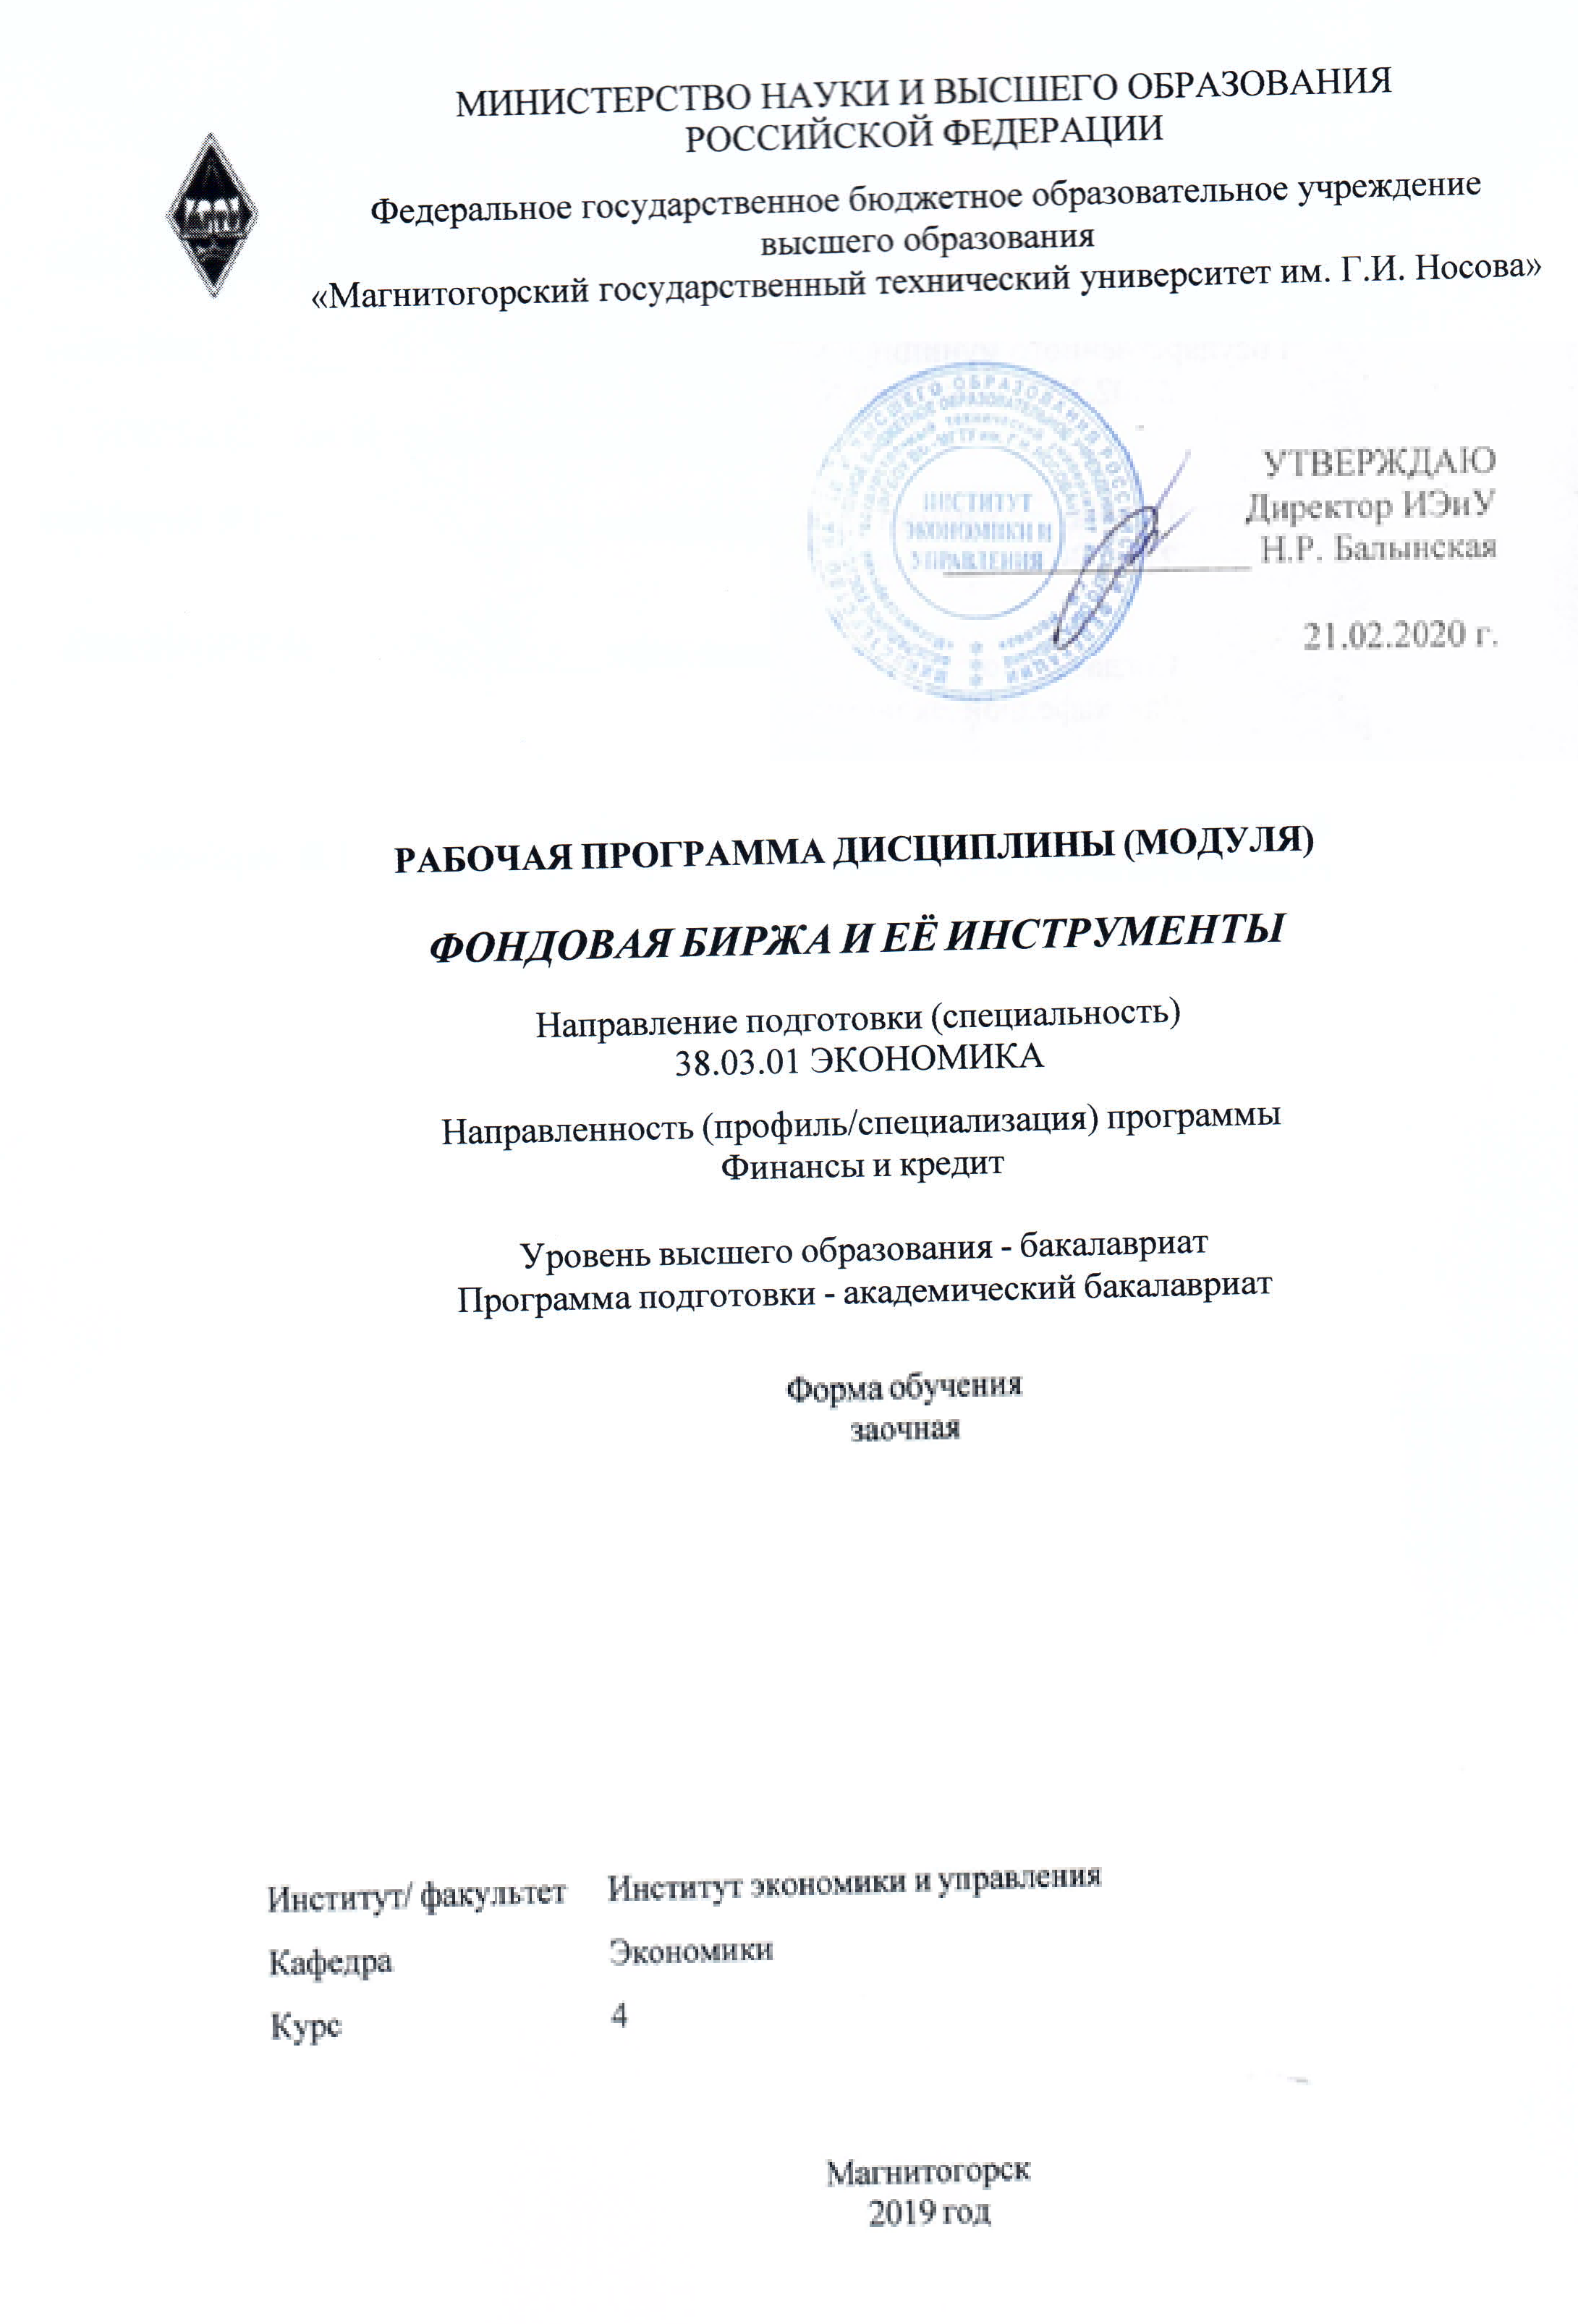 МИНИСТЕРСТВО НАУКИ И ВЫСШЕГО ОБРАЗОВАНИЯ
РОССИЙСКОЙ ФЕДЕРАЦИИ
Федеральное государственное бюджетное образовательное учреждение
высшего образования
«Магнитогорский государственный технический университет им. Г.И. Носова»
ИНСТИТУТ
ЭКОНОМИКИ И
УПРАВЛЕНИЯ
УТВЕРЖДАЮ
Директор ИЭиУ
Н.Р. Балынская
21.02.2020 г.
РАБОЧАЯ ПРОГРАММА ДИСЦИПЛИНЫ (МОДУЛЯ)
ФОНДОВАЯ БИРЖА И ЕЁ ИНСТРУМЕНТЫ
Направление подготовки (специальность)
38.03.01 ЭКОНОМИКА
Направленность (профиль/специализация) программы
Финансы и кредит
Уровень высшего образования - бакалавриат
Программа подготовки - академический бакалавриат
Форма обучения
заочная
Институт/ факультет Институт экономики и управления
Кафедра Экономики
Курс 4
Магнитогорск
2019 год